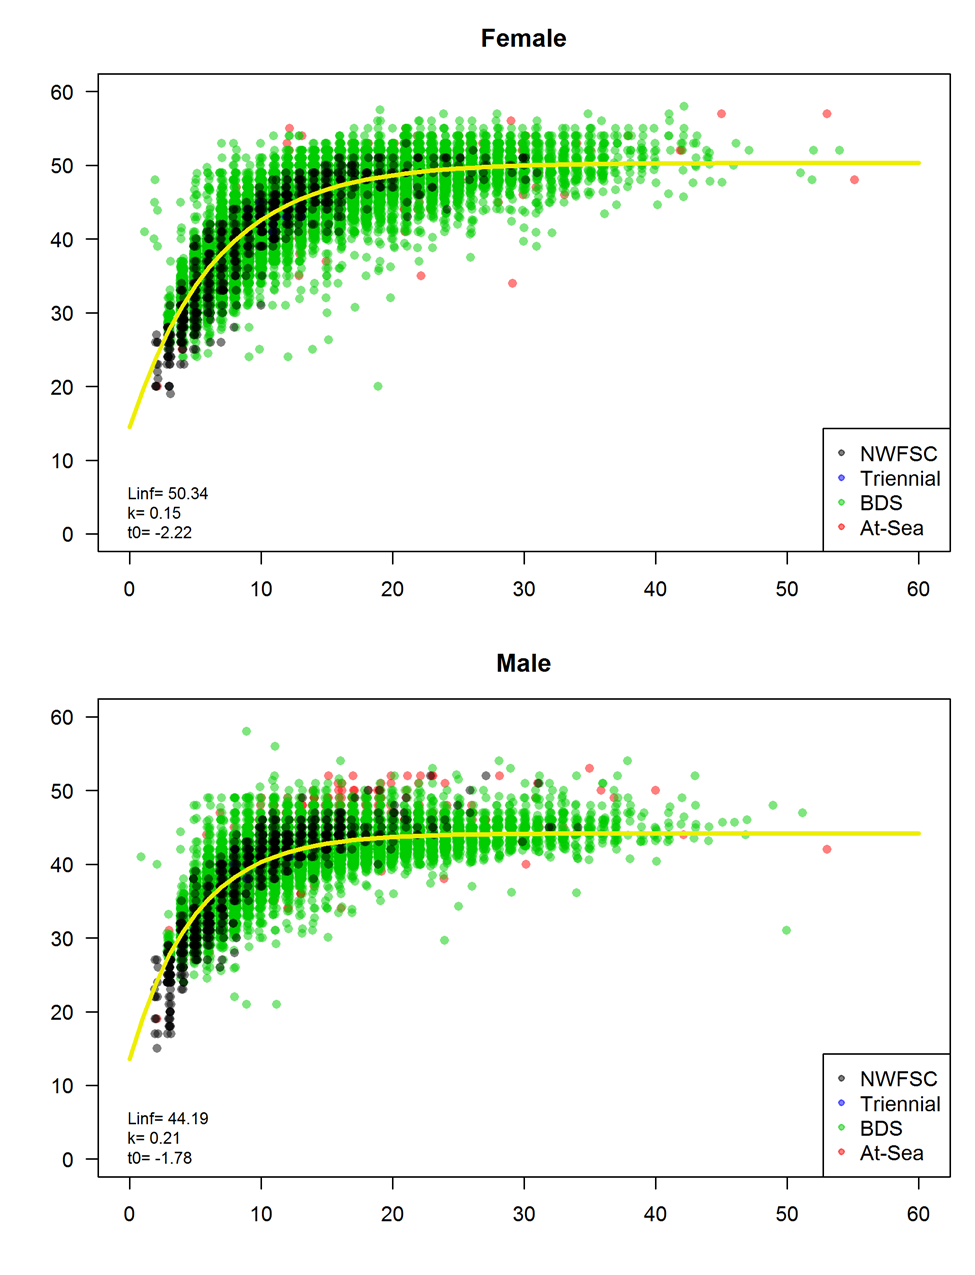 Female
60
50
40
30
20
10
0
Linf= 50.34
k= 0.15
t0= -2.22
NWFSC
Triennial
BDS
At-Sea
0 10 20 30 40 50 60
Male
60
50
40
30
20
10
0
Linf= 44.19
k= 0.21
t0= -1.78
NWFSC
Triennial
BDS
At-Sea
0 10 20 30 40 50 60